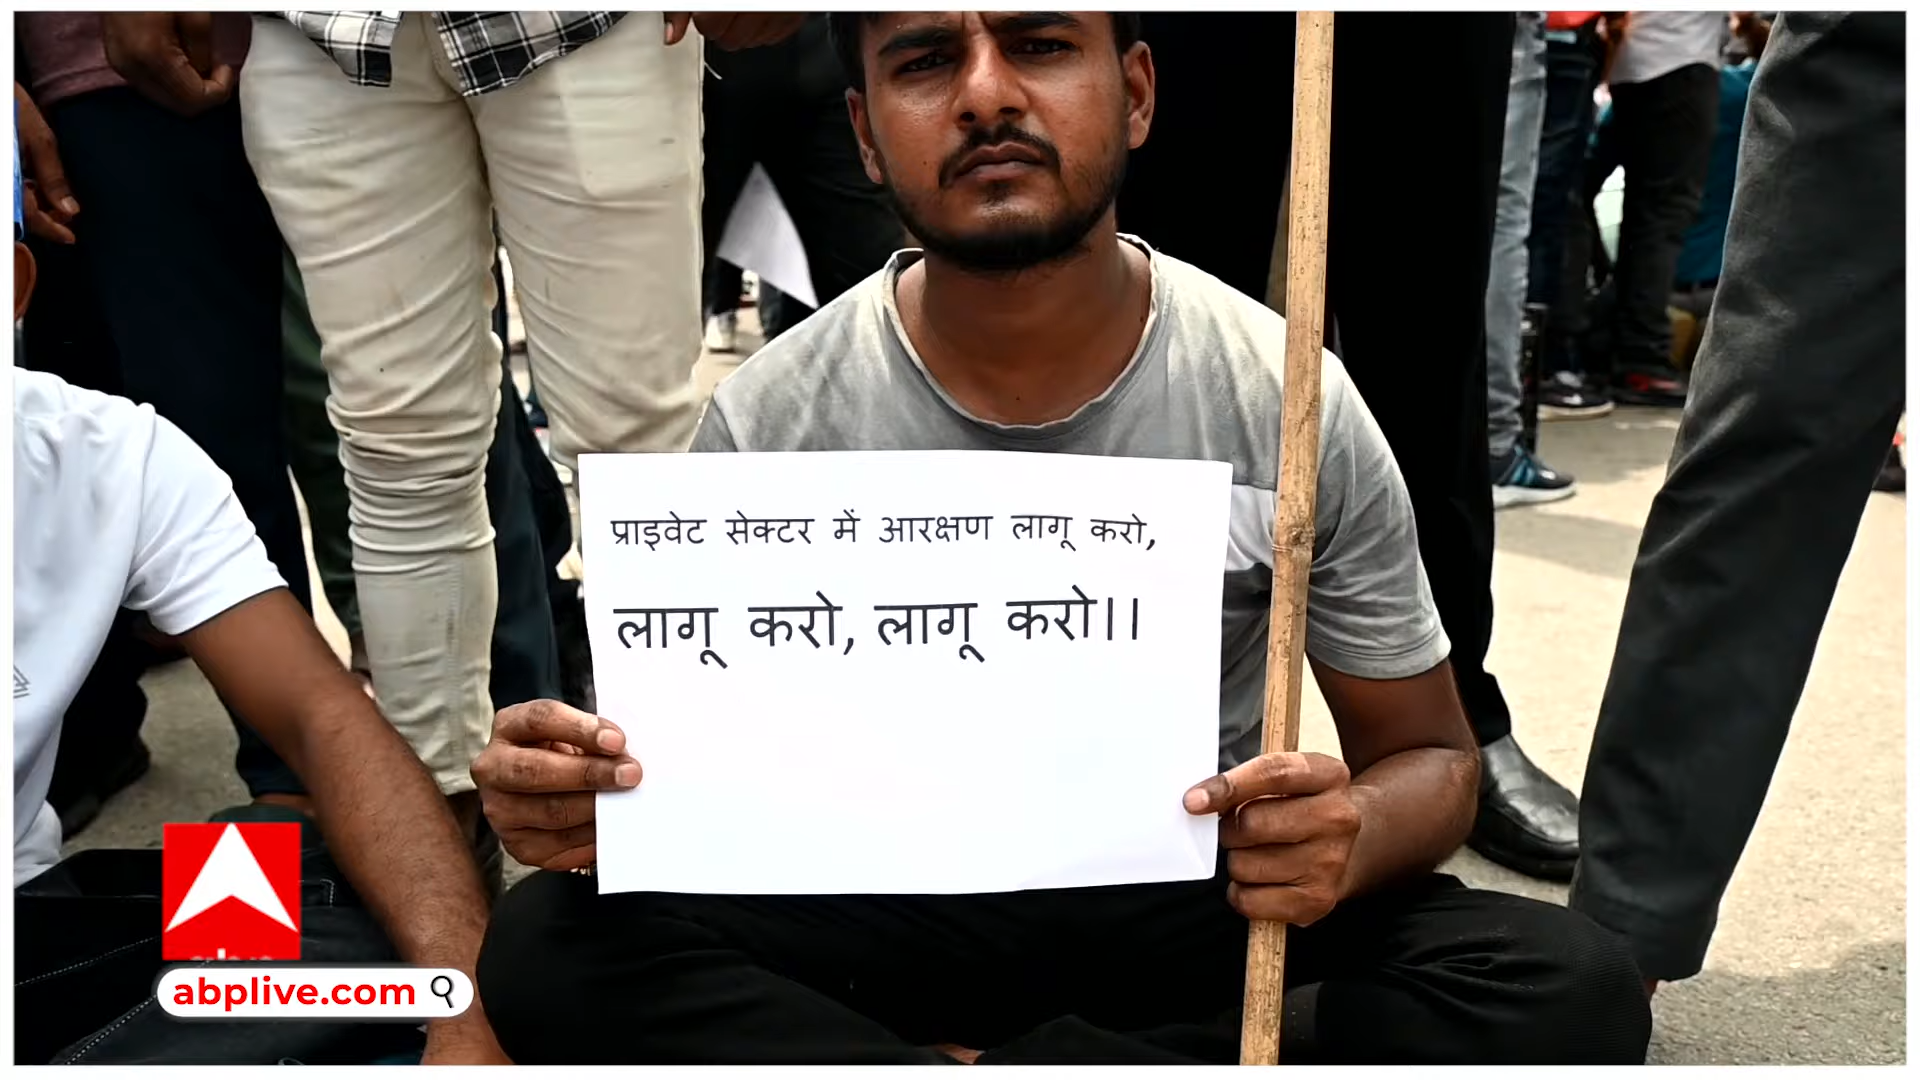 प्राइवेट सेक्टर में आरक्षण लागू करो,
लागू करो, लागू करो।।
abplive.com